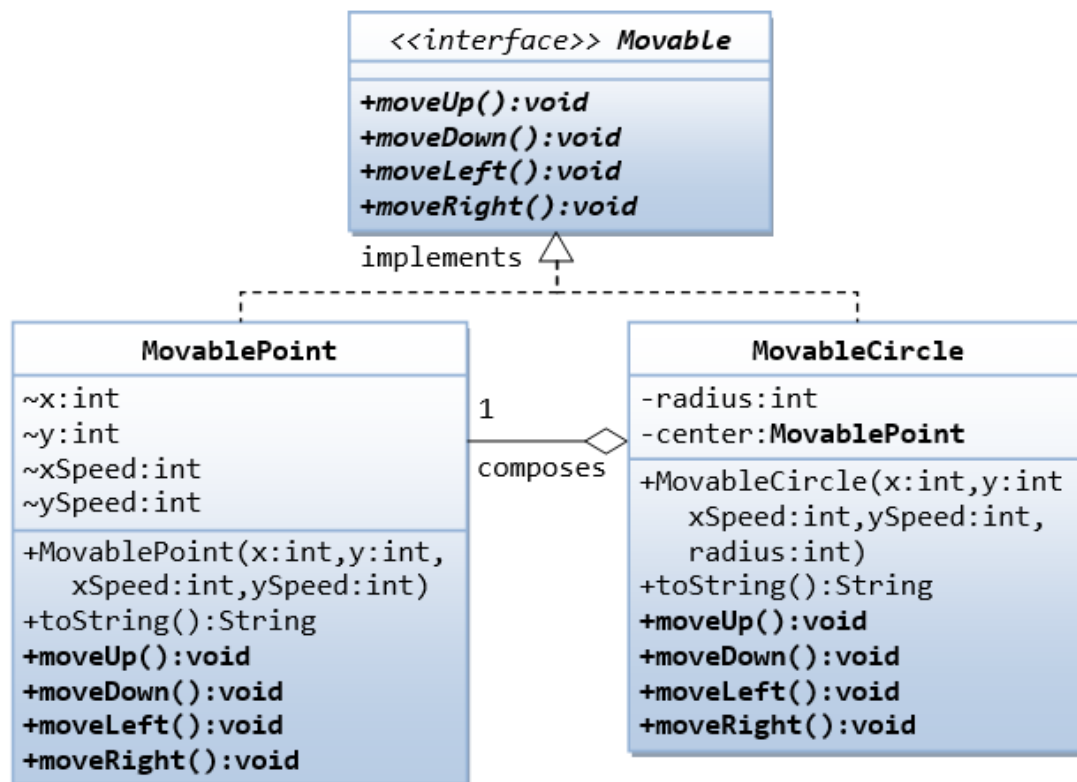 <<interface>> Movable
+moveUp():void
+moveDown():void
+moveLeft():void
+moveRight():void
implements
MovablePoint
~x:int
~y:int
~xSpeed:int
~ySpeed:int
+MovablePoint(x:int,y:int,
xSpeed:int,ySpeed:int)
+toString():String
+moveUp():void
+moveDown():void
+moveLeft():void
+moveRight():void
1
composes
MovableCircle
-radius:int
-center:MovablePoint
+MovableCircle(x:int,y:int
xSpeed:int,ySpeed:int,
radius:int)
+toString():String
+moveUp():void
+moveDown():void
+moveLeft():void
+moveRight():void